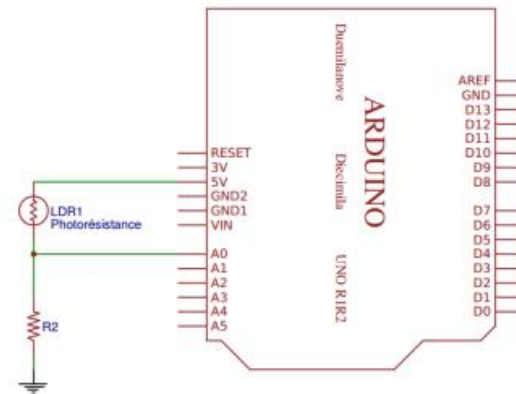 Duemilanove
Diecimila
UNO R1R2
ARDUINO
RESET
3V
5V
GND2
GND1
VIN
A0
A1
A2
A3
A4
A5
AREF
GND
D13
D12
D11
D10
D9
D8
D7
D6
D5
D4
D3
D2
D1
D0
LDR1
Photorésistance
R2